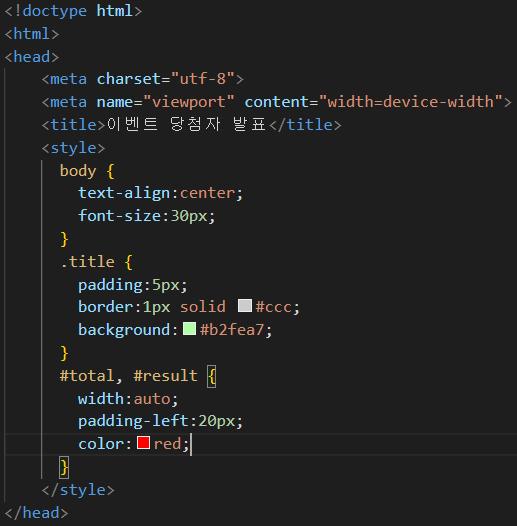 <!doctype html>
<html>
<head>
    <meta charset="utf-8">
    <meta name="viewport" content="width=device-width">
    <title>이벤트 당첨자 발표</title>
    <style>
      body {
        text-align:center;
        font-size:30px;
      }
      .title {
        padding:5px;
        border:1px solid #ccc;
        background:#b2fea7;
      }
      #total, #result {
        width:auto;
        padding-left:20px;
        color:red;
      }
    </style>
</head>